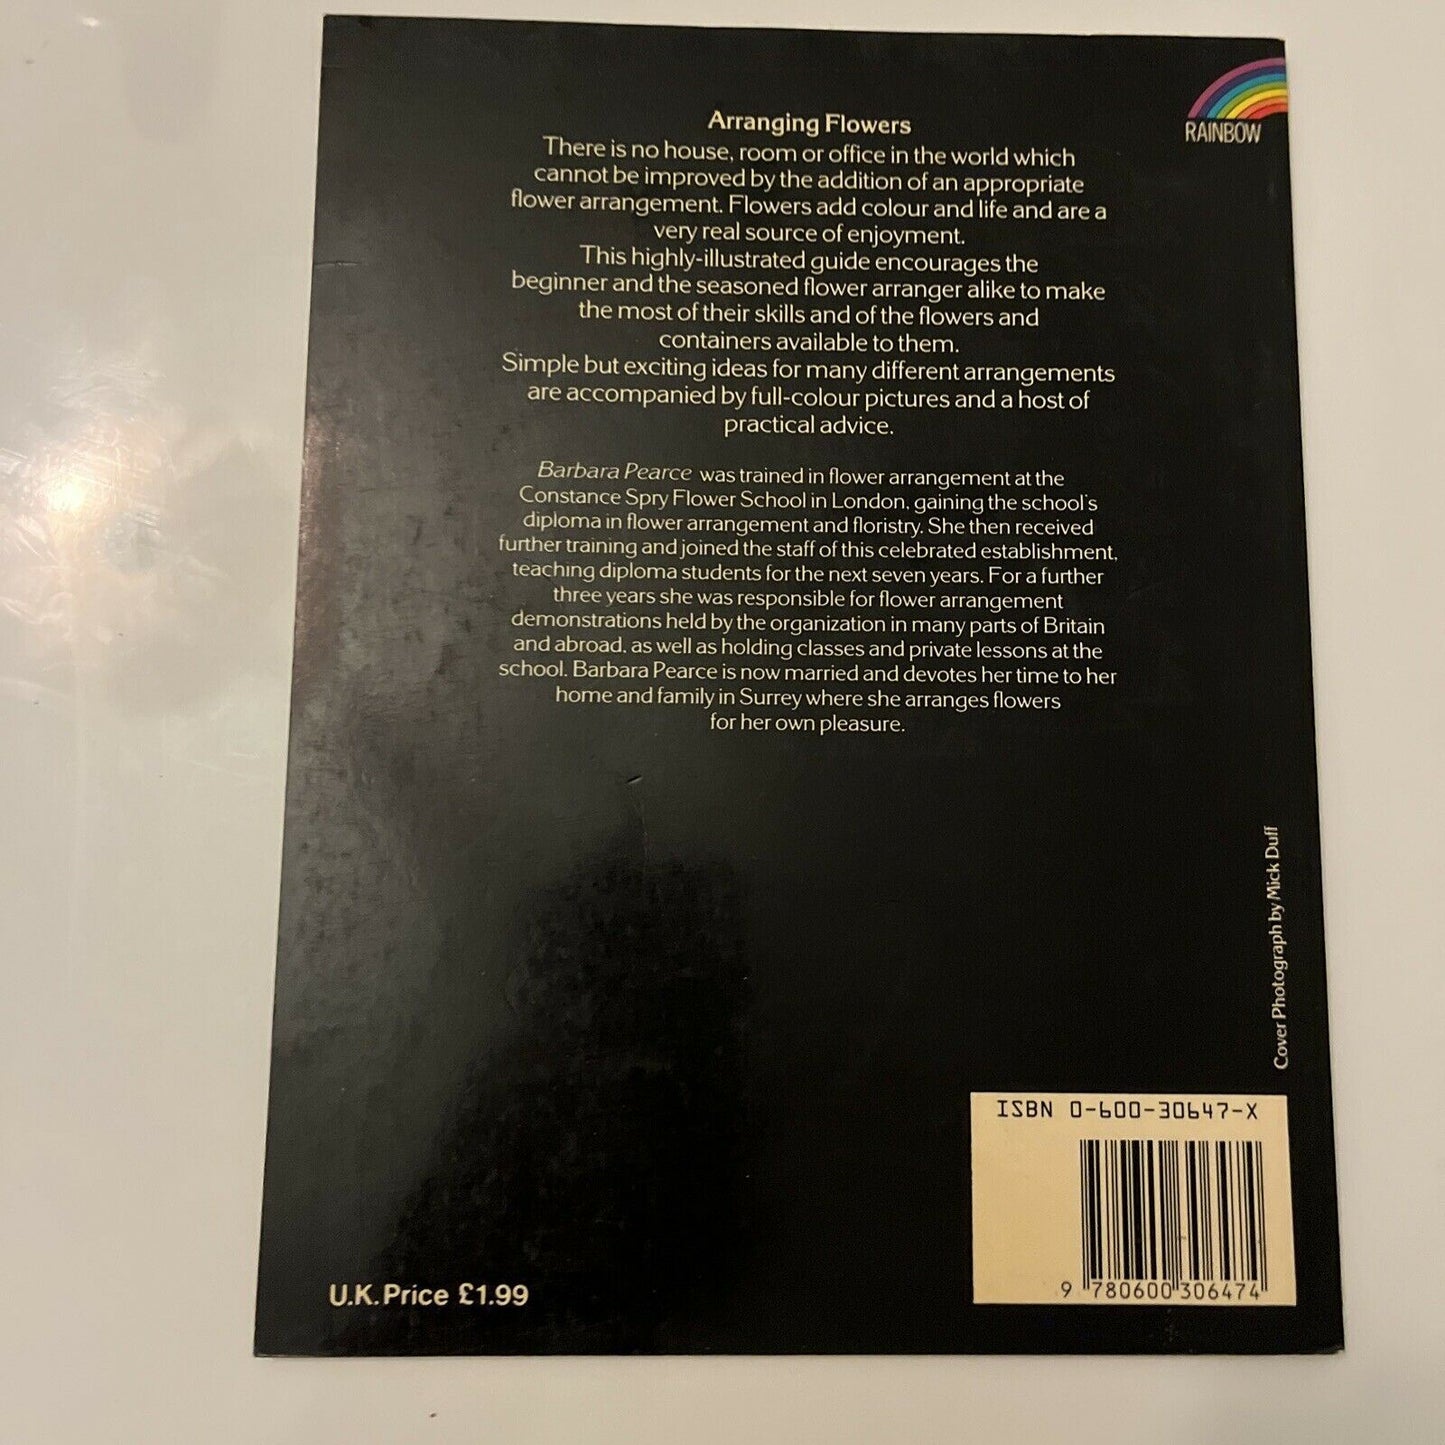 RAINBOW
Arranging Flowers
There is no house, room or office in the world which
cannot be improved by the addition of an appropriate
flower arrangement. Flowers add colour and life and are a
very real source of enjoyment.
This highly-illustrated guide encourages the
beginner and the seasoned flower arranger alike to make
the most of their skills and of the flowers and
containers available to them.
Simple but exciting ideas for many different arrangements
are accompanied by full-colour pictures and a host of
practical advice.
Barbara Pearce was trained in flower arrangement at the
Constance Spry Flower School in London, gaining the school's
diploma in flower arrangement and floristry. She then received
further training and joined the staff of this celebrated establishment,
teaching diploma students for the next seven years. For a further
three years she was responsible for flower arrangement
demonstrations held by the organization in many parts of Britain
and abroad, as well as holding classes and private lessons at the
school. Barbara Pearce is now married and devotes her time to her
home and family in Surrey where she arranges flowers
for her own pleasure.
Cover Photograph by Mick Duff
ISBN 0-600-30647-X
9 780600 306474
U.K. Price £1.99